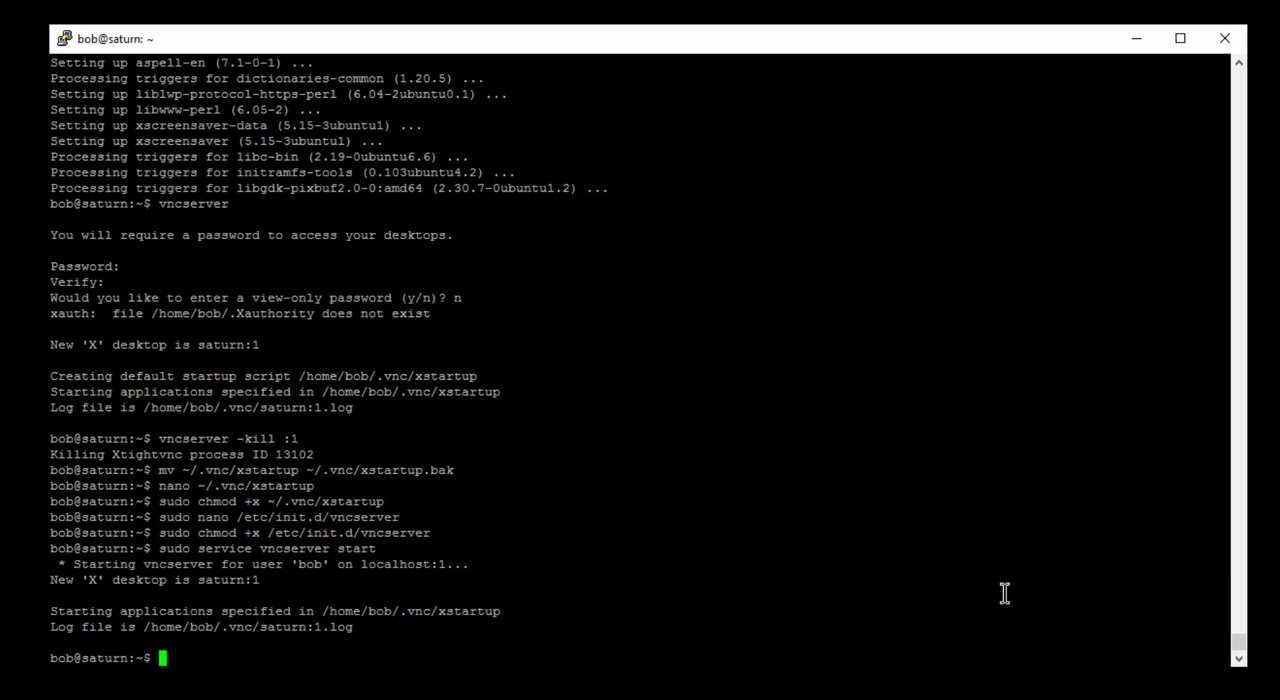 bob@saturn: ~
Setting up aspell-en (7.1-0-1) ...
Processing triggers for dictionaries-common (1.20.5) ...
Setting up liblwp-protocol-https-perl (6.04-2ubuntu0.1) ...
Setting up libwww-perl (6.05-2) ...
Setting up xscreensaver-data (5.15-3ubuntu1) ...
Setting up xscreensaver (5.15-3ubuntu1) ...
Processing triggers for libc-bin (2.19-0ubuntu6.6) ...
Processing triggers for initramfs-tools (0.103ubuntu4.2) ...
Processing triggers for libgdk-pixbuf2.0-0:amd64 (2.30.7-0ubuntu1.2) ...
bob@saturn:~$ vncserver
You will require a password to access your desktops.
Password:
Verify:
Would you like to enter a view-only password (y/n)? n
xauth:  file /home/bob/.Xauthority does not exist
New 'X' desktop is saturn:1
Creating default startup script /home/bob/.vnc/xstartup
Starting applications specified in /home/bob/.vnc/xstartup
Log file is /home/bob/.vnc/saturn:1.log
bob@saturn:~$ vncserver -kill :1
Killing Xtightvnc process ID 13102
bob@saturn:~$ mv ~/.vnc/xstartup ~/.vnc/xstartup.bak
bob@saturn:~$ nano ~/.vnc/xstartup
bob@saturn:~$ sudo chmod +x ~/.vnc/xstartup
bob@saturn:~$ sudo nano /etc/init.d/vncserver
bob@saturn:~$ sudo chmod +x /etc/init.d/vncserver
bob@saturn:~$ sudo service vncserver start
 * Starting vncserver for user 'bob' on localhost:1...
New 'X' desktop is saturn:1
Starting applications specified in /home/bob/.vnc/xstartup
Log file is /home/bob/.vnc/saturn:1.log
bob@saturn:~$